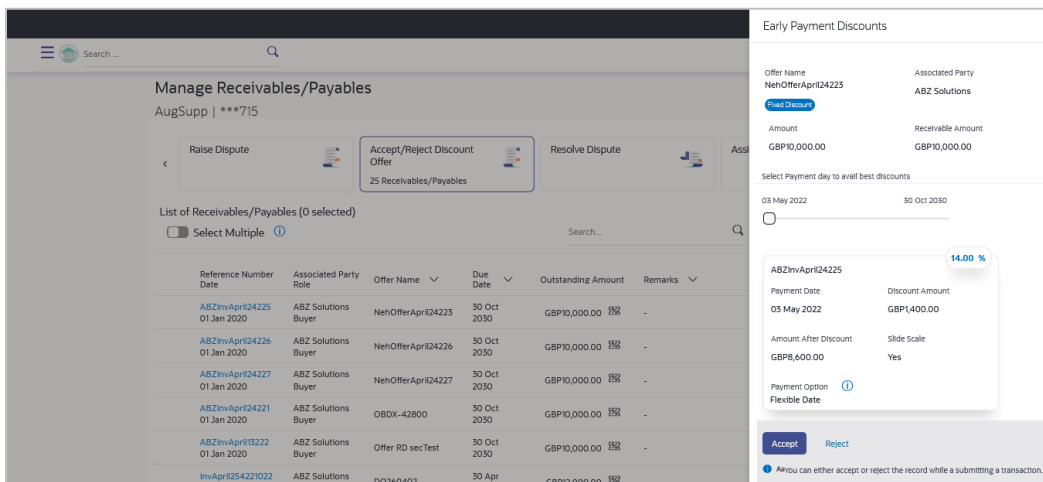 Search ...
Manage Receivables/Payables
AugSupp | ***715
Raise Dispute
Accept/Reject Discount
Offer
25 Receivables/Payables
Resolve Dispute
List of Receivables/Payables (0 selected)
Select Multiple
Search...
Reference Number
Date
Associated Party
Role
Offer Name
Due
Date
Outstanding Amount
Remarks
ABZInvApril24225
01 Jan 2020
ABZ Solutions
Buyer
NehOfferApril24223
30 Oct
2030
GBP10,000.00
-
ABZInvApril24226
01 Jan 2020
ABZ Solutions
Buyer
NehOfferApril24226
30 Oct
2030
GBP10,000.00
-
ABZInvApril24227
01 Jan 2020
ABZ Solutions
Buyer
NehOfferApril24227
30 Oct
2030
GBP10,000.00
-
ABZInvApril24221
01 Jan 2020
ABZ Solutions
Buyer
OBDX-42800
30 Oct
2030
GBP10,000.00
-
ABZInvApril13222
01 Jan 2020
ABZ Solutions
Buyer
Offer RD secTest
30 Oct
2030
GBP10,000.00
-
InvApril254221022
ABZ Solutions
30 Apr
Early Payment Discounts
Offer Name
NehOfferApril24223
Associated Party
ABZ Solutions
Fixed Discount
Amount
GBP10,000.00
Receivable Amount
GBP10,000.00
Select Payment day to avail best discounts
03 May 2022
30 Oct 2030
14.00 %
ABZInvApril24225
Payment Date
03 May 2022
Discount Amount
GBP1,400.00
Amount After Discount
GBP8,600.00
Slide Scale
Yes
Payment Option
Flexible Date
Accept
Reject
You can either accept or reject the record while a submitting a transaction.